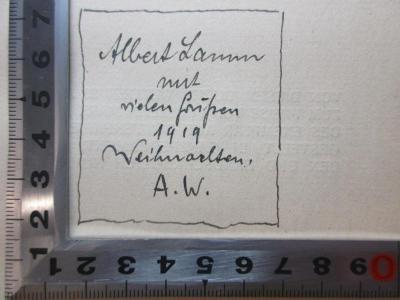 Albert Lamm
mit
vielen Grüßen
1919
Weihnachten.
A.W.